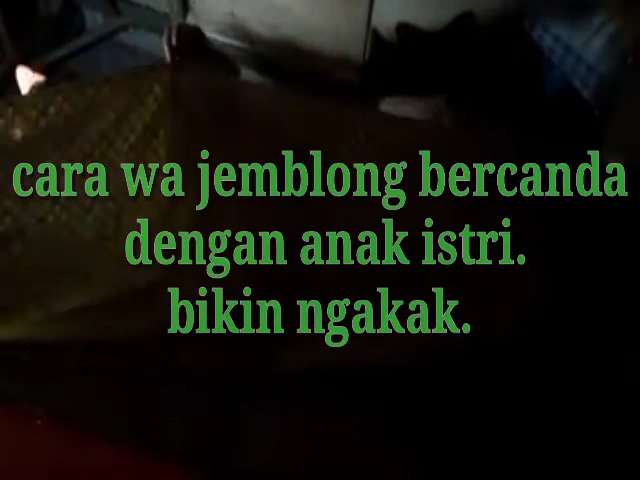 cara wa jemblong bercanda
dengan anak istri.
bikin ngakak.